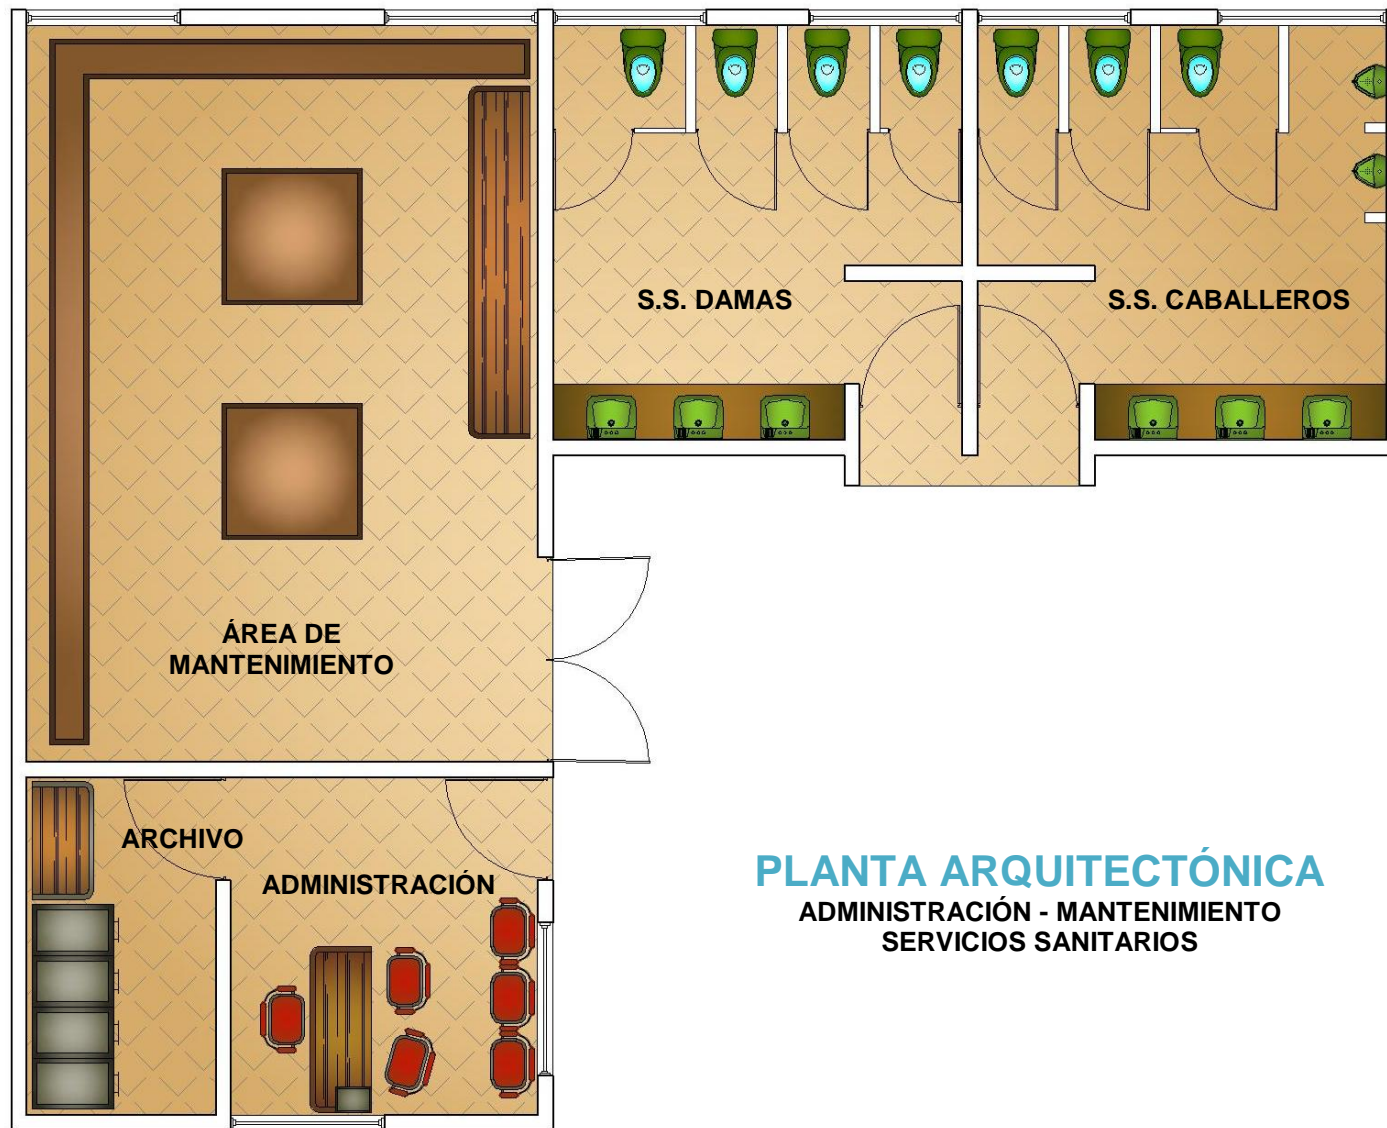 S.S. DAMAS
S.S. CABALLEROS
ÁREA DE
MANTENIMIENTO
ARCHIVO
ADMINISTRACIÓN
PLANTA ARQUITECTÓNICA
ADMINISTRACIÓN - MANTENIMIENTO
SERVICIOS SANITARIOS